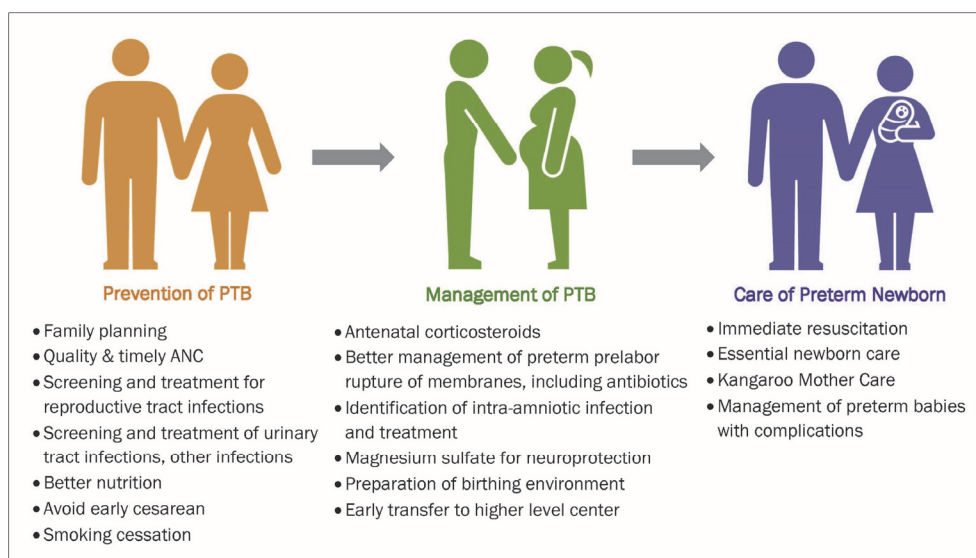 Prevention of PTB
• Family planning
• Quality & timely ANC
• Screening and treatment for
reproductive tract infections
• Screening and treatment of urinary
tract infections, other infections
• Better nutrition
• Avoid early cesarean
• Smoking cessation
Management of PTB
• Antenatal corticosteroids
• Better management of preterm prelabor
rupture of membranes, including antibiotics
• Identification of intra-amniotic infection
and treatment
• Magnesium sulfate for neuroprotection
• Preparation of birthing environment
• Early transfer to higher level center
Care of Preterm Newborn
• Immediate resuscitation
• Essential newborn care
• Kangaroo Mother Care
• Management of preterm babies
with complications